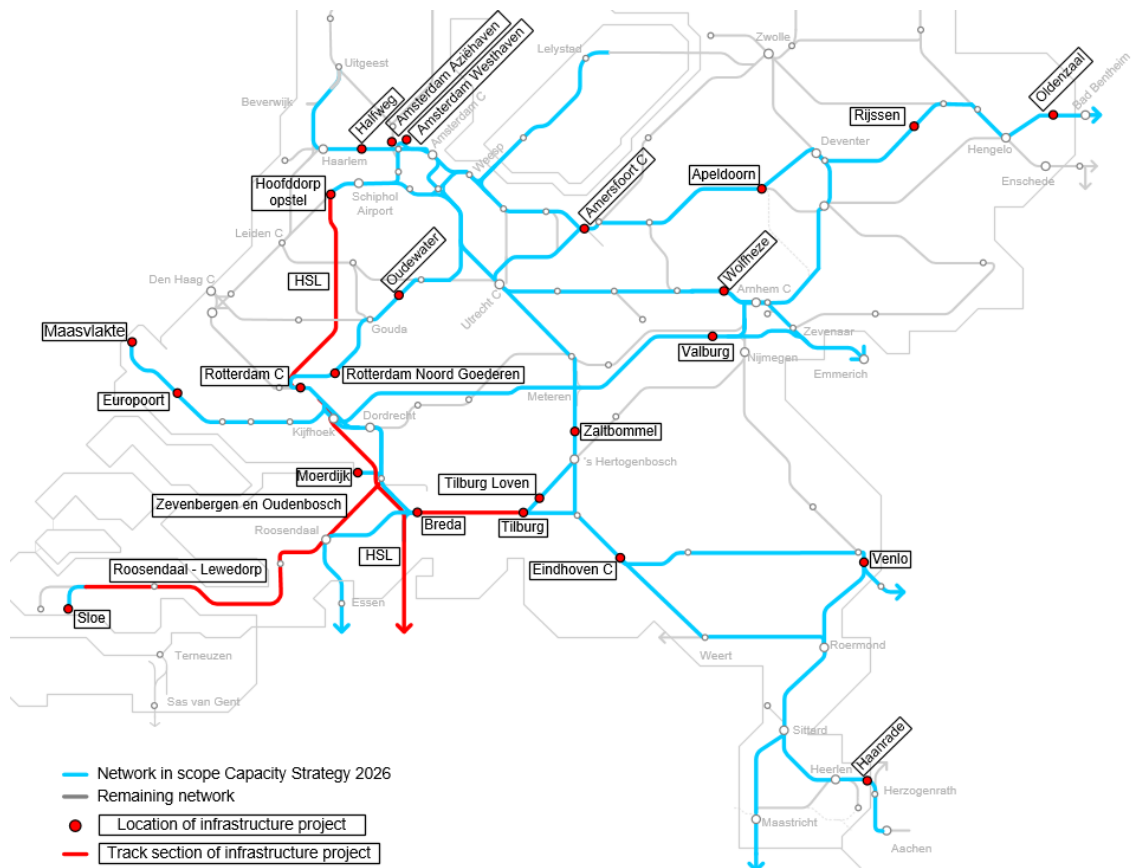 Lelystad
Zwolle
Uitgeest
Beverwijk
Halfweg
Amsterdam Aziëhaven
Amsterdam Westhaven
Amsterdam C
Weesp
Haarlem
Oldenzaal
Bad Bentheim
Rijssen
Hengelo
Enschede
Deventer
Apeldoorn
Amersfoort C
Hoofddorp
opstel
Schiphol
Airport
Leiden C
HSL
Oudewater
Den Haag C
Gouda
Utrecht C
Wolfheze
Arnhem C
Zevenaar
Emmerich
Maasvlakte
Valburg
Nijmegen
Rotterdam C
Rotterdam Noord Goederen
Europoort
Meteren
Kijfhoek
Dordrecht
Zaltbommel
's Hertogenbosch
Moerdijk
Tilburg Loven
Zevenbergen en Oudenbosch
Breda
Tilburg
Roosendaal
HSL
Eindhoven C
Venlo
Roosendaal - Lewedorp
Essen
Sloe
Terneuzen
Sas van Gent
Weert
Roermond
Sittard
Heerlen
Haanrade
Herzogenrath
Maastricht
Aachen
Network in scope Capacity Strategy 2026
Remaining network
Location of infrastructure project
Track section of infrastructure project